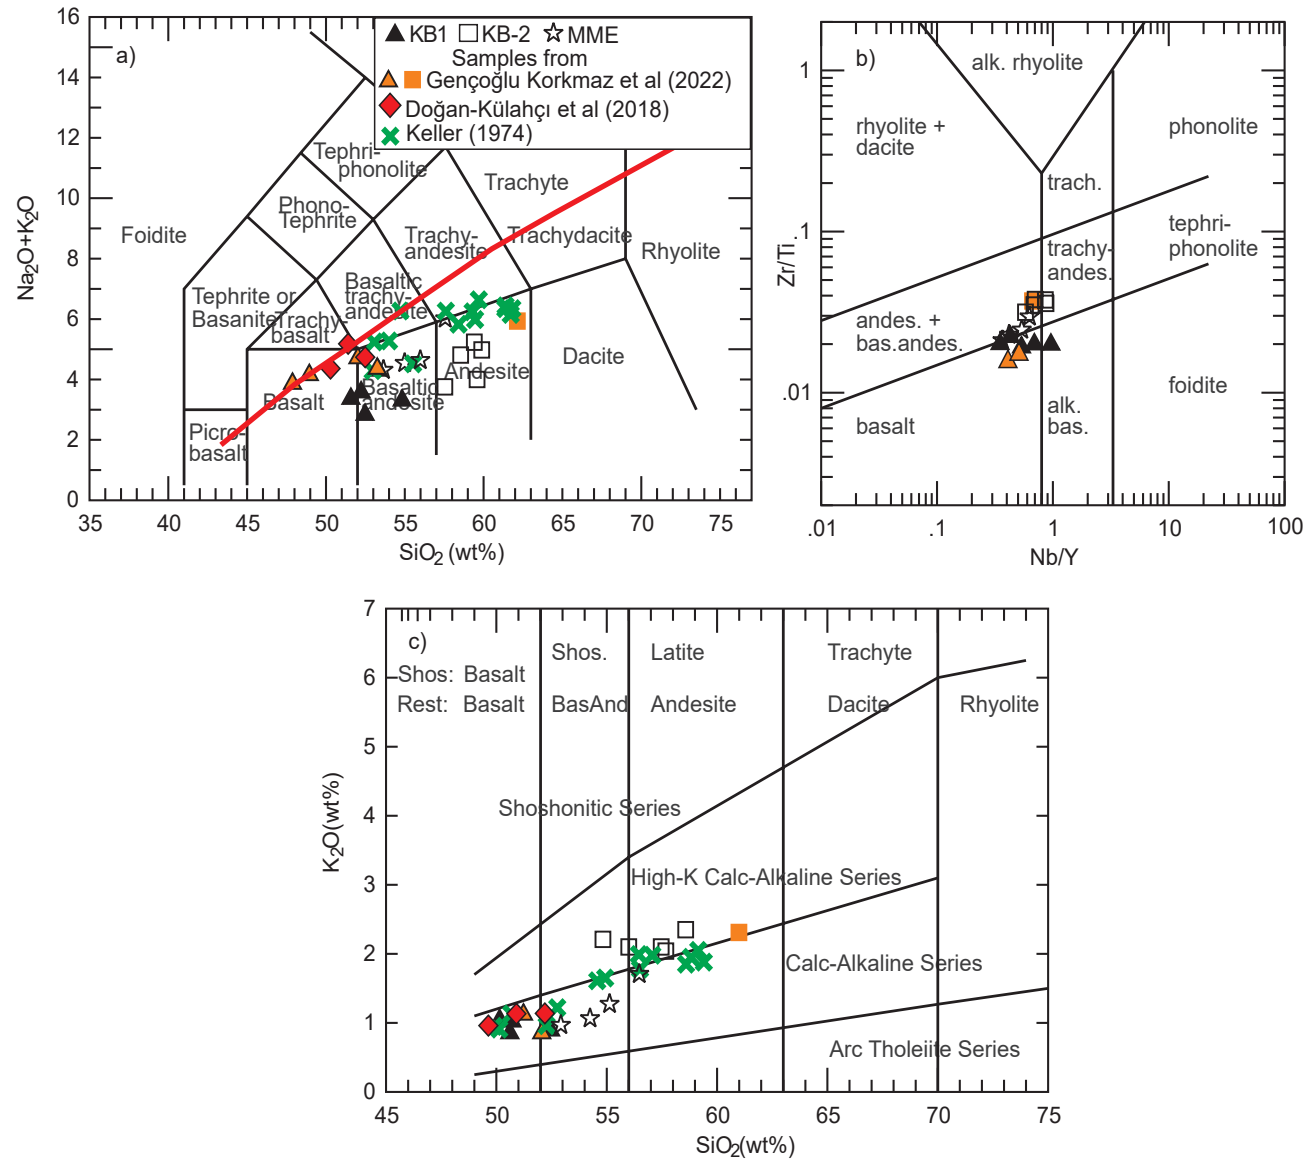 a)
KB1 KB-2 MME
Samples from
Gençoğlu Korkmaz et al (2022)
Doğan-Külahçı et al (2018)
Keller (1974)
16
14
12
10
8
6
4
2
0
Na2O+K2O
Foidite
Tephri-
phonolite
Phono-
Tephrite
Tephrite or
Basanite
Trachy-
basalt
Basaltic
trachy-
andesite
Trachy-
andesite
Trachyte
Trachydacite
Rhyolite
Picro-
basalt
Basalt
Basaltic
andesite
Andesite
Dacite
35 40 45 50 55 60 65 70 75
SiO2 (wt%)
b)
1
.1
.01
Zr/Ti
alk. rhyolite
rhyolite +
dacite
phonolite
trach.
tephri-
phonolite
trachy-
andes.
andes. +
bas.andes.
foidite
basalt
alk.
bas.
.01 .1 1 10 100
Nb/Y
c)
7
6
5
4
3
2
1
0
K2O(wt%)
Shos: Basalt
Shos. Latite Trachyte
Rest: Basalt BasAnd Andesite Dacite Rhyolite
Shoshonitic Series
High-K Calc-Alkaline Series
Calc-Alkaline Series
Arc Tholeiite Series
45 50 55 60 65 70 75
SiO2(wt%)